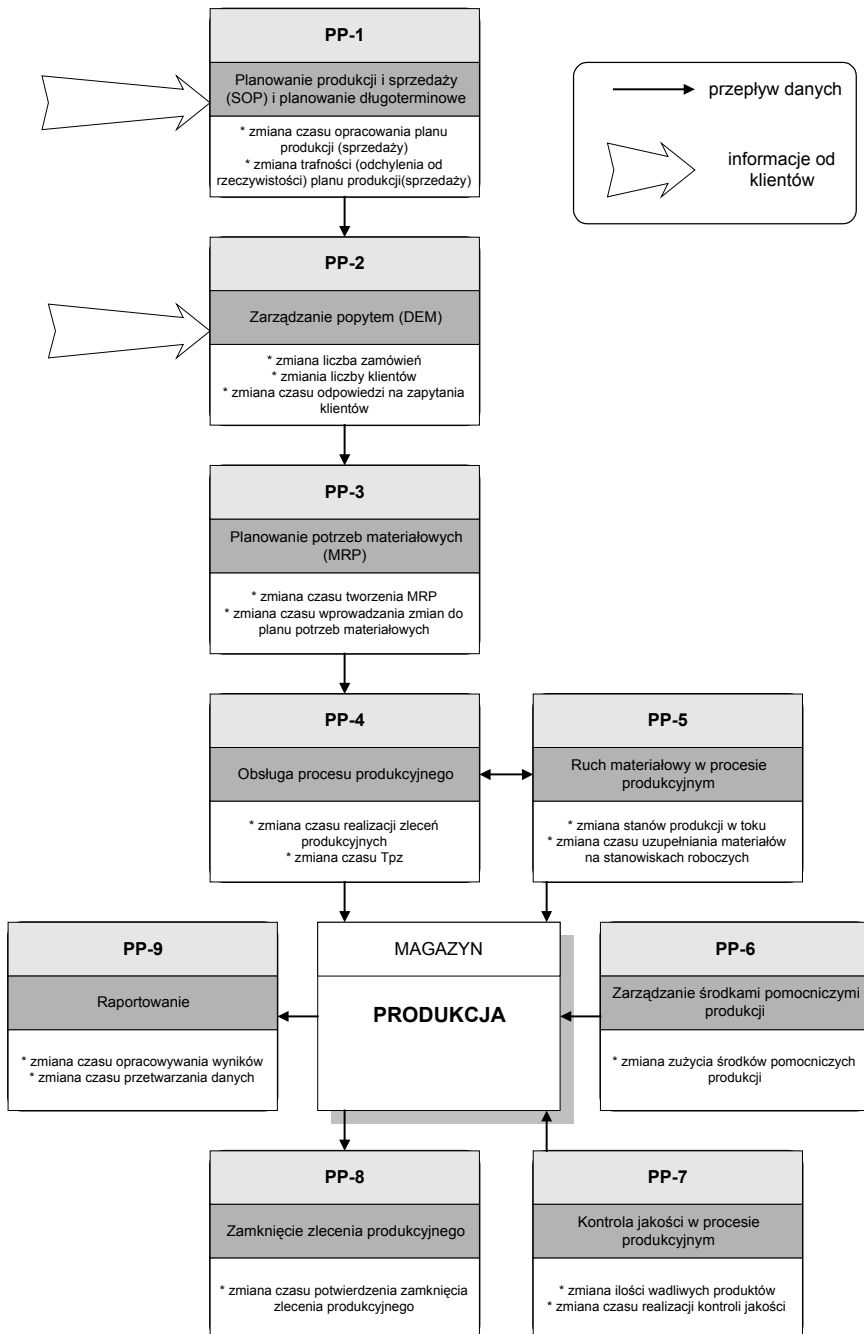 PP-1
Planowanie produkcji i sprzedaży
(SOP) i planowanie długoterminowe
* zmiana czasu opracowania planu
produkcji (sprzedaży)
* zmiana trafności (odchylenia od
rzeczywistości) planu produkcji(sprzedaży)
przepływ danych
informacje od
klientów
PP-2
Zarządzanie popytem (DEM)
* zmiana liczba zamówień
* zmiania liczby klientów
* zmiana czasu odpowiedzi na zapytania
klientów
PP-3
Planowanie potrzeb materiałowych
(MRP)
* zmiana czasu tworzenia MRP
* zmiana czasu wprowadzania zmian do
planu potrzeb materiałowych
PP-4
Obsługa procesu produkcyjnego
* zmiana czasu realizacji zleceń
produkcyjnych
* zmiana czasu Tpz
PP-5
Ruch materiałowy w procesie
produkcyjnym
* zmiana stanów produkcji w toku
* zmiana czasu uzupełniania materiałów
na stanowiskach roboczych
PP-9
Raportowanie
* zmiana czasu opracowywania wyników
* zmiana czasu przetwarzania danych
MAGAZYN
PRODUKCJA
PP-6
Zarządzanie środkami pomocniczymi
produkcji
* zmiana zużycia środków pomocniczych
produkcji
PP-8
Zamknięcie zlecenia produkcyjnego
* zmiana czasu potwierdzenia zamknięcia
zlecenia produkcyjnego
PP-7
Kontrola jakości w procesie
produkcyjnym
* zmiana ilości wadliwych produktów
* zmiana czasu realizacji kontroli jakości